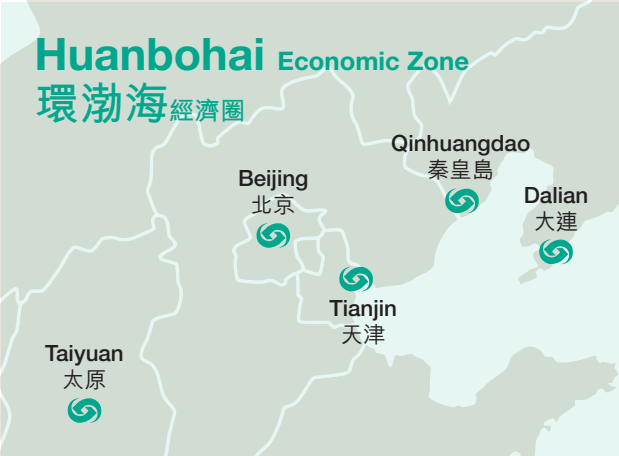 Huanbohai Economic Zone
環渤海經濟圈
Qinhuangdao
秦皇島
Beijing
北京
Dalian
大連
Tianjin
天津
Taiyuan
太原